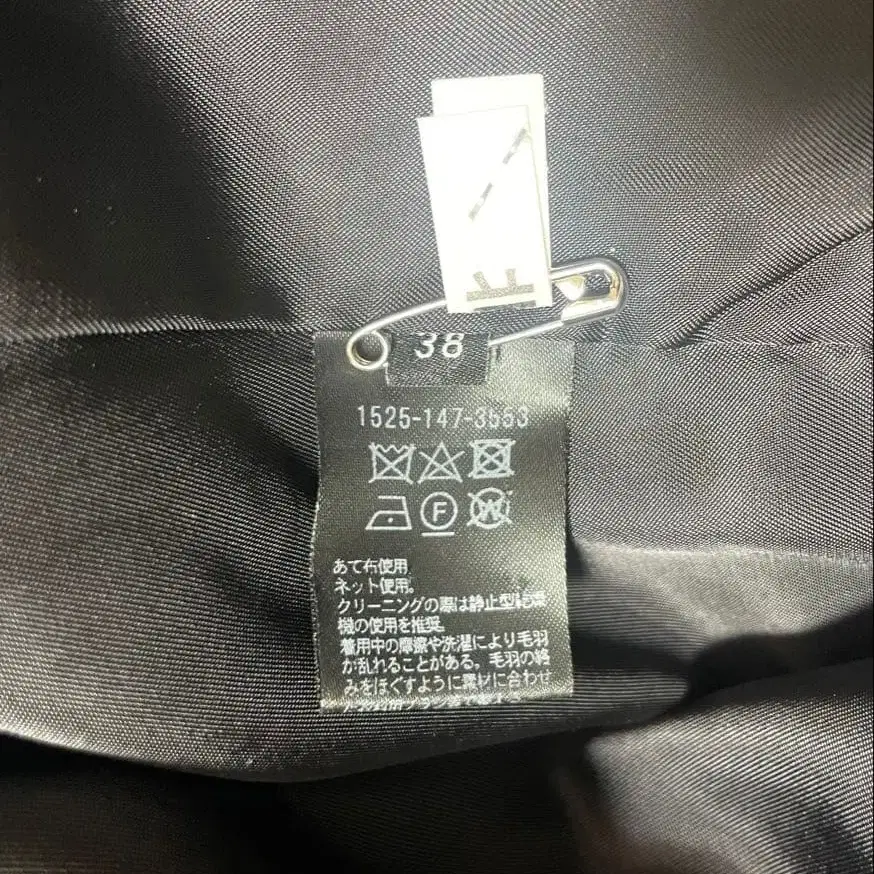 38
1525-147-3553
F W
あて布使用。
ネット使用。
クリーニングの際は静止型乾燥
機の使用を推奨。
着用中の摩擦や洗濯により毛羽
が乱れることがある。毛羽の絡
みをほぐすように素材に合わせ